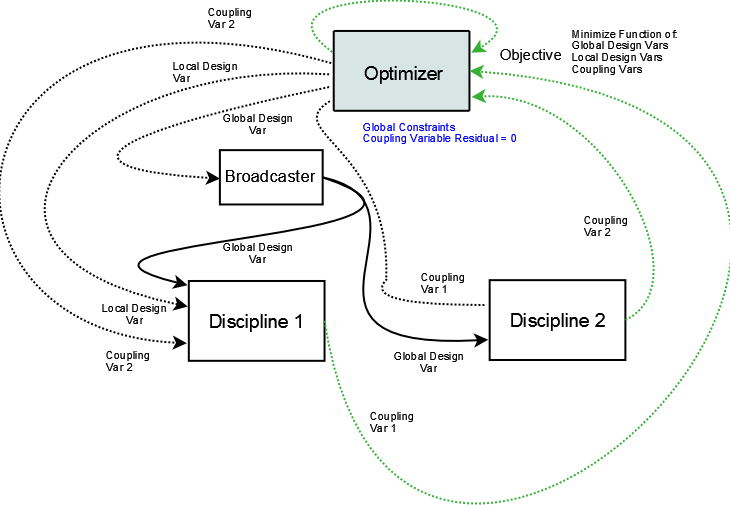 Coupling
Var 2
Optimizer
Objective
Minimize Function of:
Global Design Vars
Local Design Vars
Coupling Vars
Local Design
Var
Global Design
Var
Global Constraints
Coupling Variable Residual = 0
Broadcaster
Global Design
Var
Coupling
Var 2
Coupling
Var 1
Local Design
Var
Discipline 1
Discipline 2
Coupling
Var 2
Global Design
Var
Coupling
Var 1